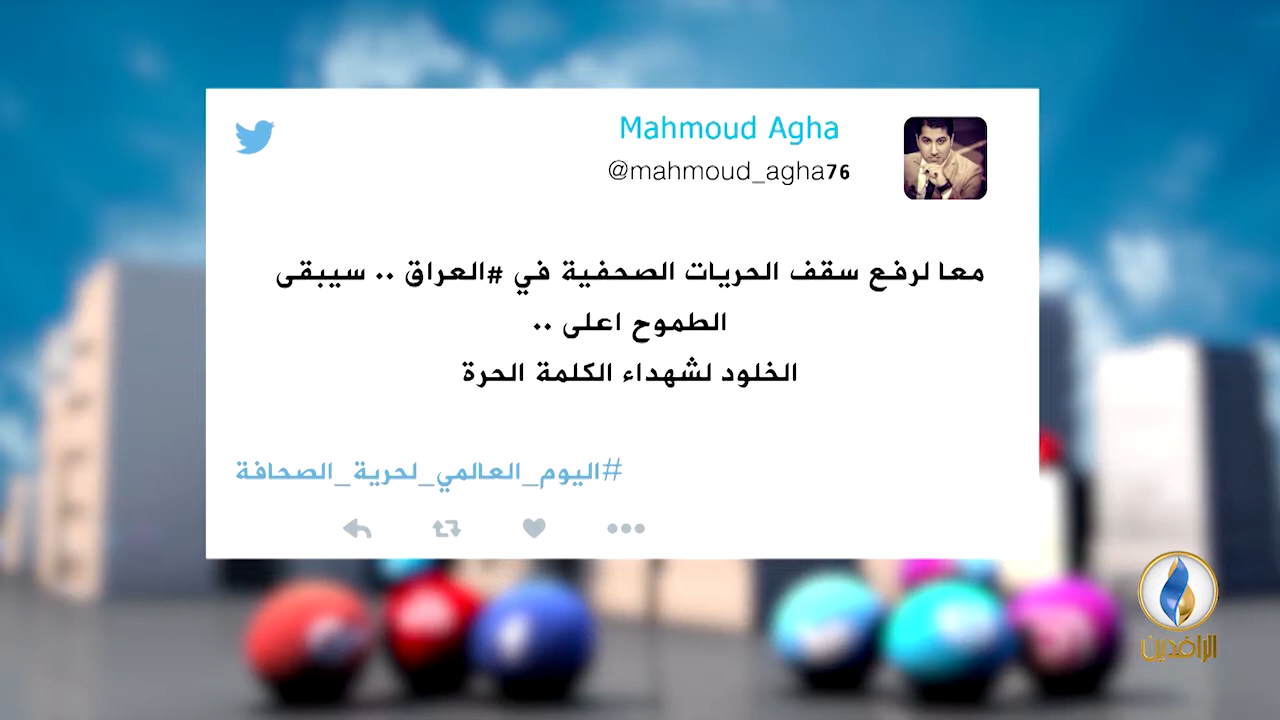 Mahmoud Agha
@mahmoud_agha76
معا لرفع سقف الحريات الصحفية في #العراق .. سيبقى
الطموح اعلى ..
الخلود لشهداء الكلمة الحرة
#اليوم_العالمي_لحرية_الصحافة
الرافدين